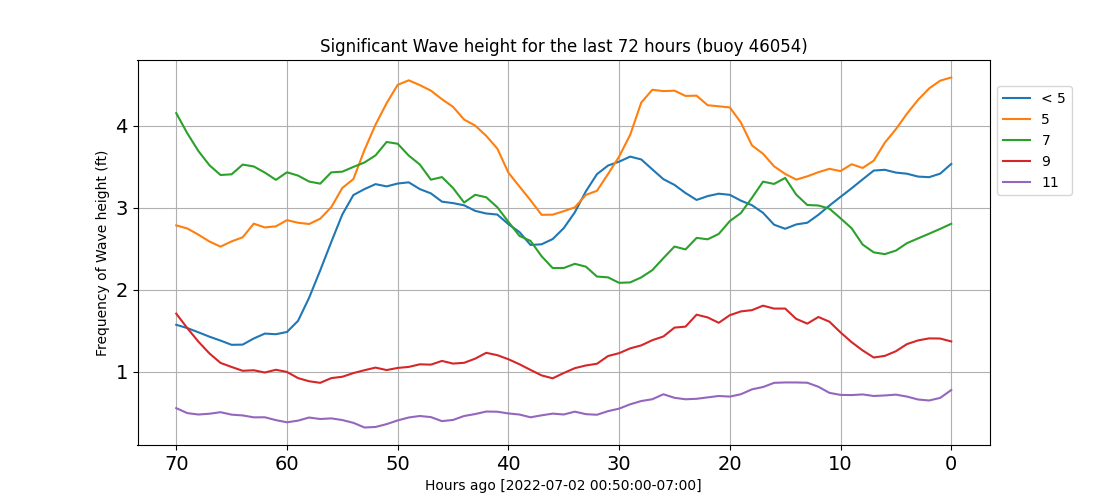 Significant Wave height for the last 72 hours (buoy 46054)
Frequency of Wave height (ft)
4
3
2
1
70 60 50 40 30 20 10 0
Hours ago [2022-07-02 00:50:00-07:00]
< 5
5
7
9
11